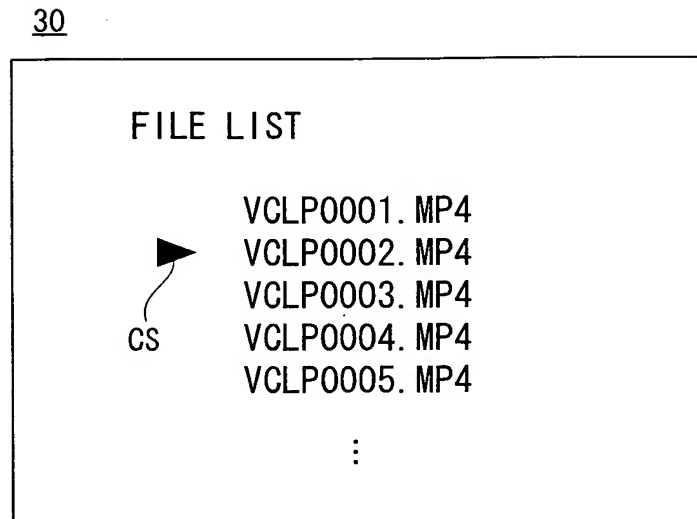 30
FILE LIST
VCLP0001.MP4
VCLP0002.MP4
VCLP0003.MP4
CS
VCLP0004.MP4
VCLP0005.MP4
⋮